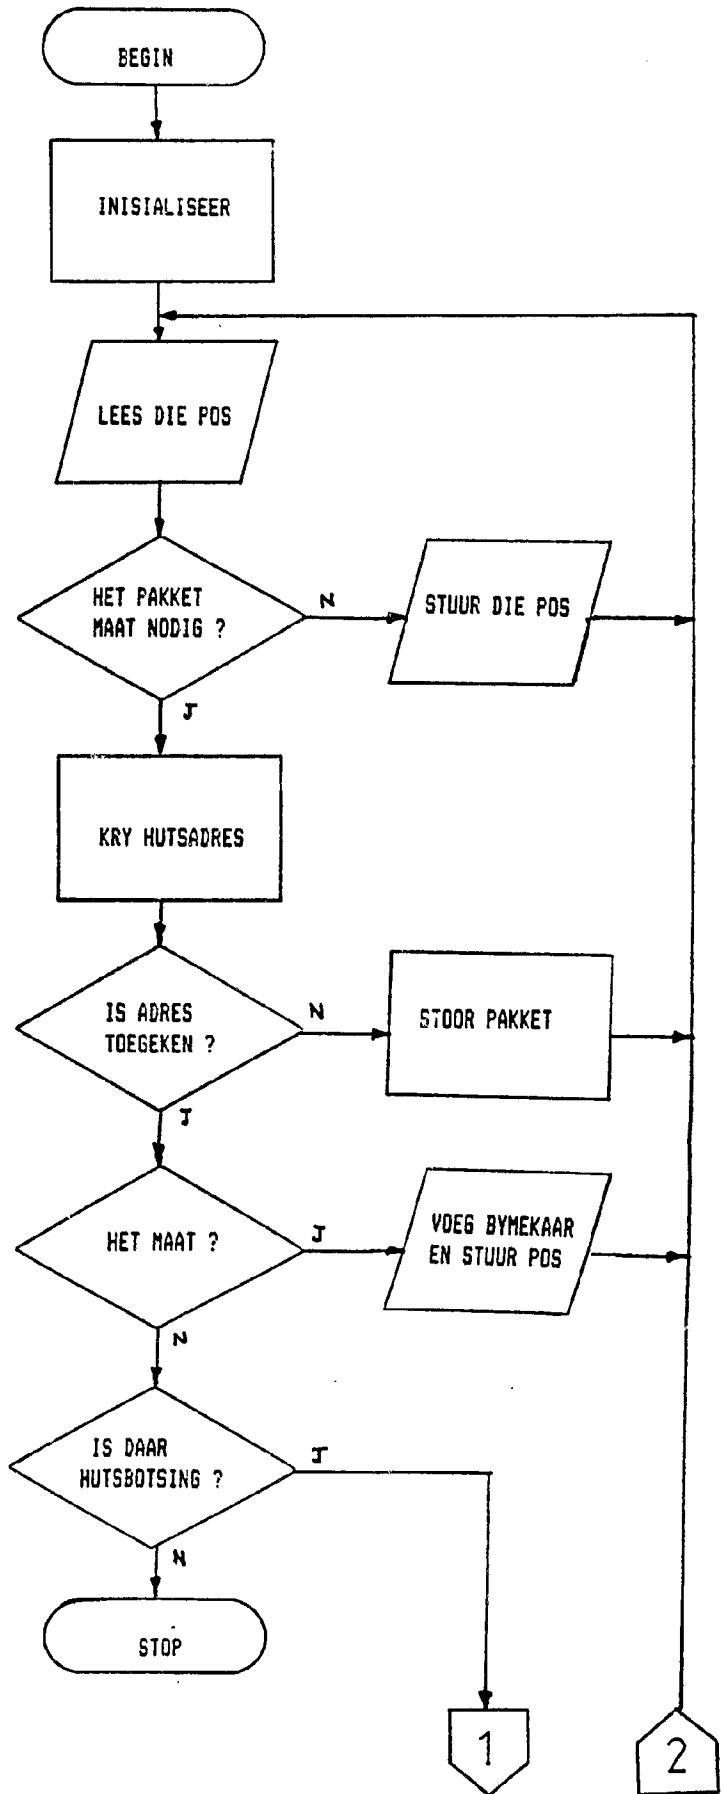 BEGIN
INISIALISEER
LEES DIE POS
HET PAKKET
MAAT NODIG ?
N
STUUR DIE POS
J
KRY HUTSADRES
IS ADRES
TOEGEKEN ?
N
STOOR PAKKET
J
HET MAAT ?
J
VOEG BYMEKAAR
EN STUUR POS
N
IS DAAR
HUTSBOTSING ?
J
N
STOP
1
2